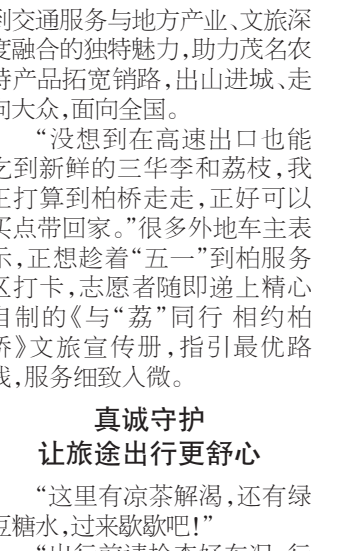 到交通服务与地方产业、文旅深
度融合的独特魅力,助力茂名农
特产品拓宽销路,出山进城、走
向大众,面向全国。
“没想到在高速出口也能
吃到新鲜的三华李和荔枝,我
正打算到柏桥走走,正好可以
买点带回家。”很多外地车主表
示,正想趁着“五一”到柏服务
区打卡,志愿者随即递上精心
自制的《与“荔”同行 相约柏
桥》文旅宣传册,指引最优路
线,服务细致入微。
真诚守护
让旅途出行更舒心
“这里有凉茶解渴,还有绿
豆糖水,过来歇歇吧!”